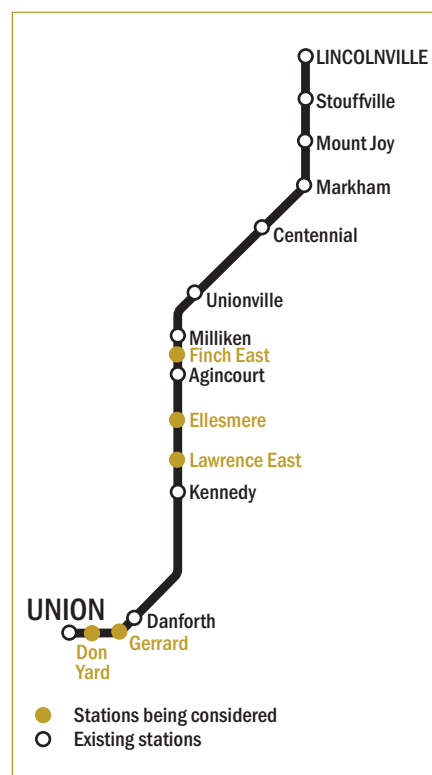 LINCOLNVILLE
Stouffville
Mount Joy
Markham
Centennial
Unionville
Milliken
Finch East
Agincourt
Ellesmere
Lawrence East
Kennedy
UNION
Danforth
Gerrard
Don
Yard
Stations being considered
Existing stations